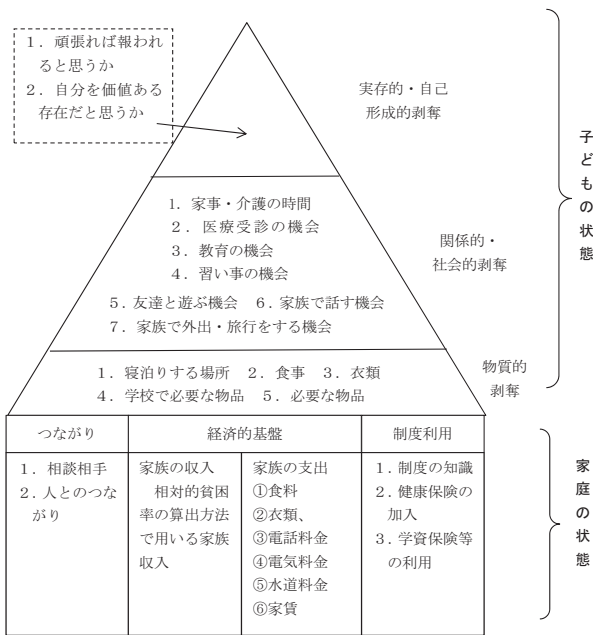 １．頑張れば報われ
ると思うか
２．自分を価値ある
存在だと思うか
実存的・自己
形成的剥奪
1．家事・介護の時間
２．医療受診の機会
３．教育の機会
４．習い事の機会
５．友達と遊ぶ機会　６．家族で話す機会
７．家族で外出・旅行をする機会
関係的・
社会的剥奪
１．寝泊りする場所　２．食事　３．衣類
４．学校で必要な物品　５．必要な物品
物質的
剥奪
子どもの状態
つながり
経済的基盤
制度利用
１．相談相手
２．人とのつな
がり
家族の収入
相対的貧困
率の算出方法
で用いる家族
収入
家族の支出
①食料
②衣類、
③電話料金
④電気料金
⑤水道料金
⑥家賃
１．制度の知識
２．健康保険の
加入
３．学資保険等
の利用
家庭の状態